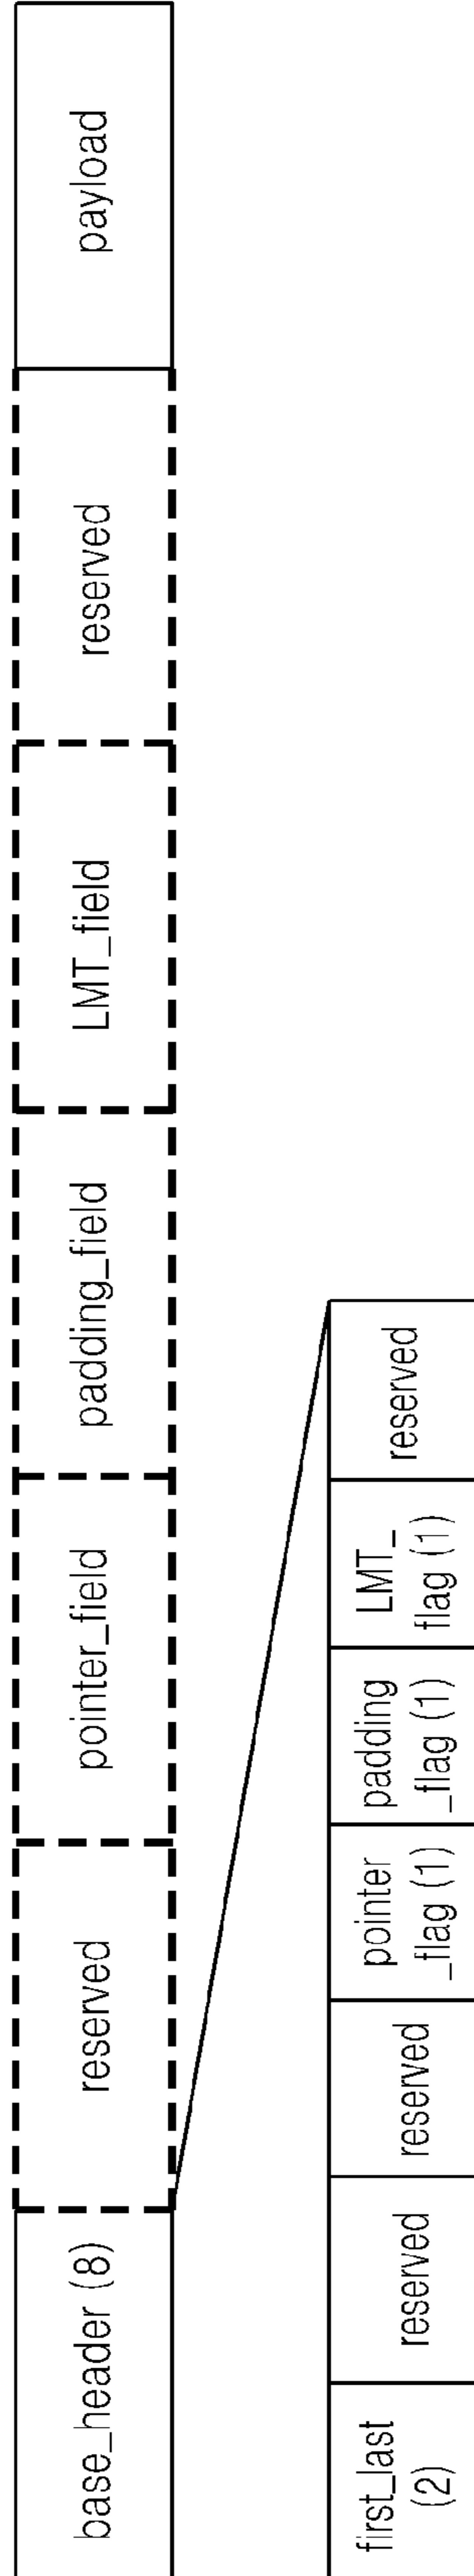 base_header (8)
reserved
pointer_field
padding_field
LMT_field
reserved
payload
first_last
(2)
reserved
reserved
pointer
_flag (1)
padding
_flag (1)
LMT_
flag (1)
reserved